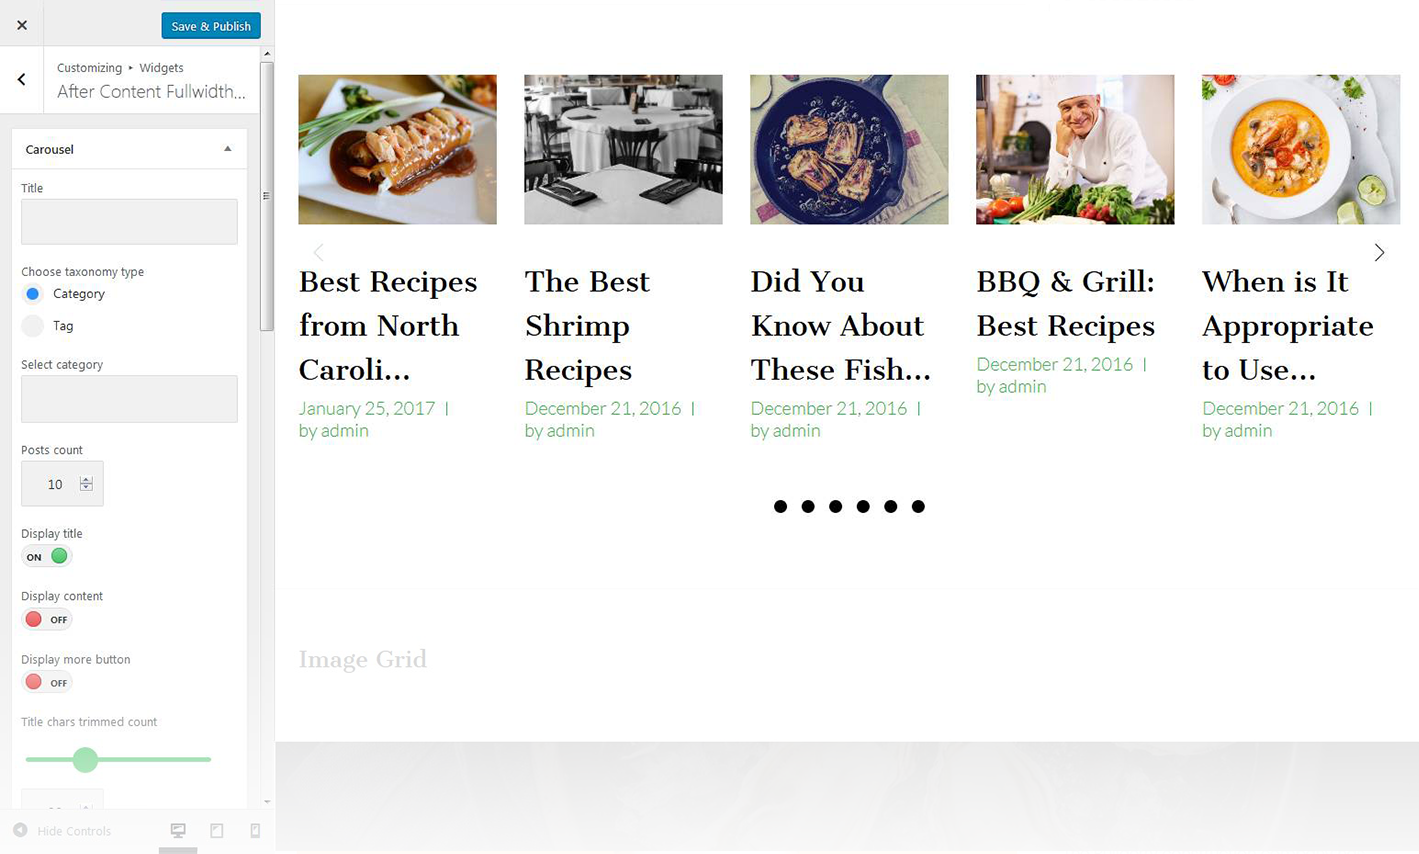 Save & Publish
Customizing ▸ Widgets
After Content Fullwidth...
Carousel
Title
Choose taxonomy type
Category
Tag
Select category
Posts count
10
Display title
ON
Display content
OFF
Display more button
OFF
Title chars trimmed count
Hide Controls
Best Recipes
from North
Caroli...
January 25, 2017 |
by admin
The Best
Shrimp
Recipes
December 21, 2016 |
by admin
Did You
Know About
These Fish...
December 21, 2016 |
by admin
BBQ & Grill:
Best Recipes
December 21, 2016 |
by admin
When is It
Appropriate
to Use...
December 21, 2016 |
by admin
Image Grid